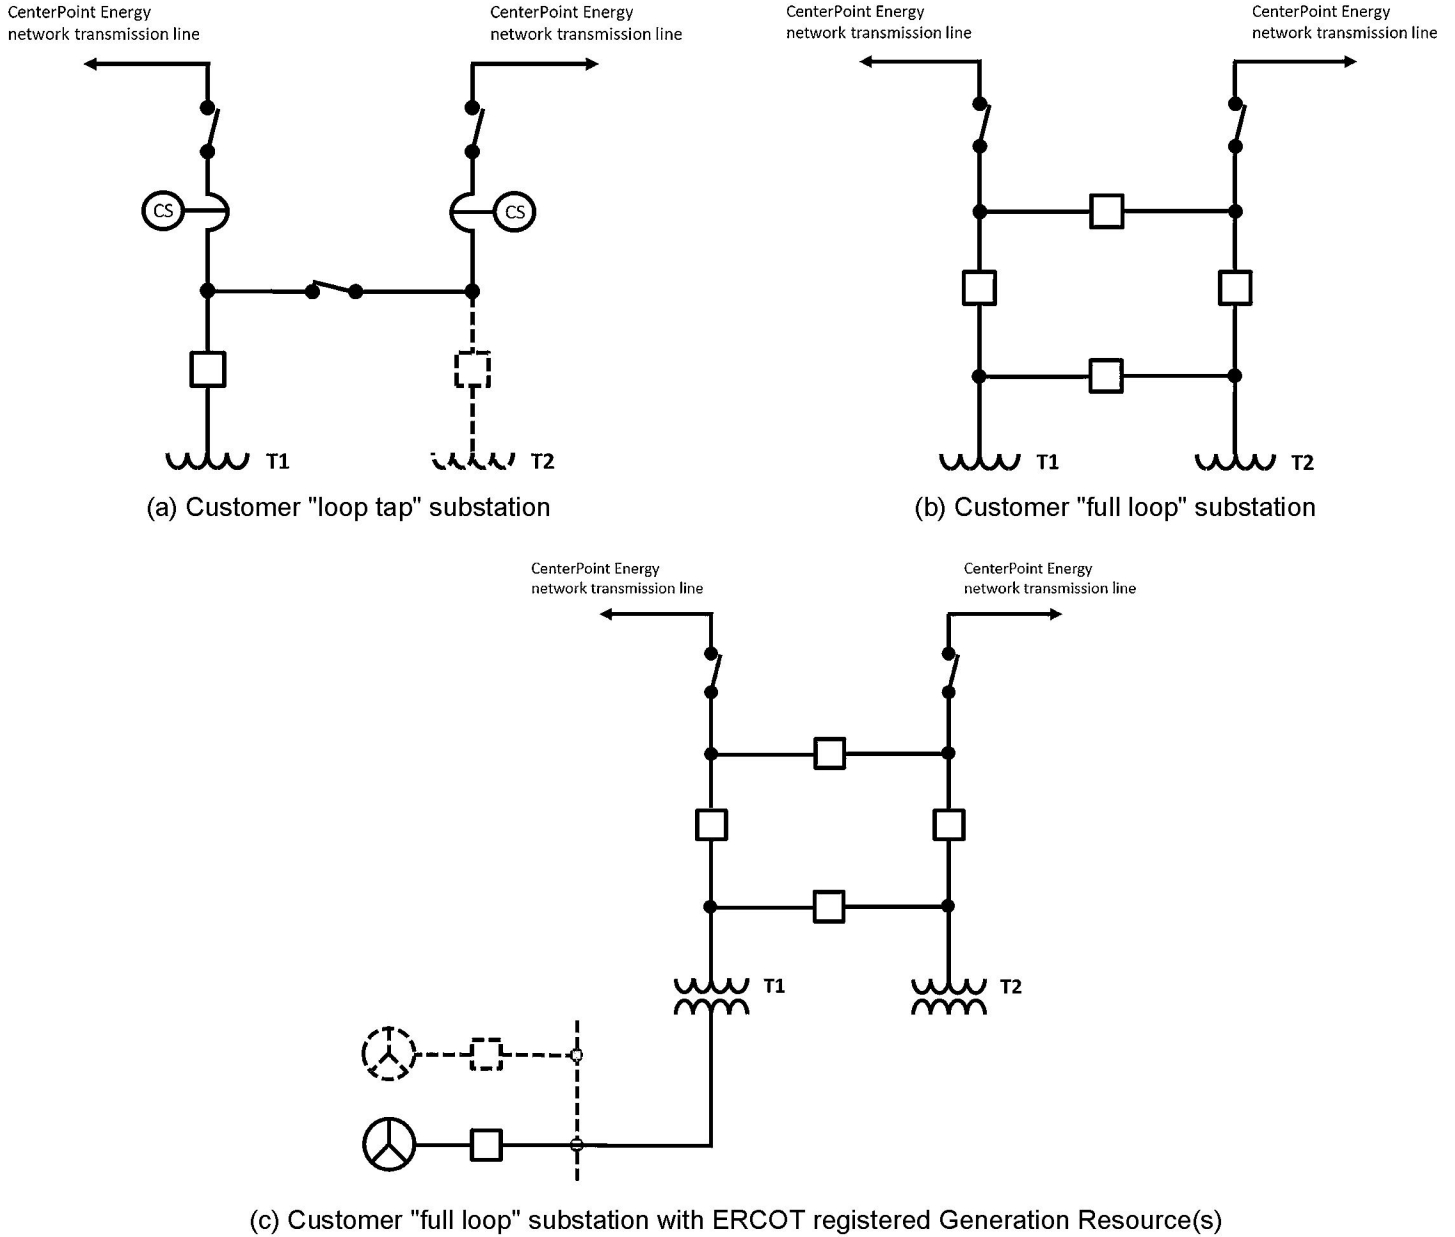 CenterPoint Energy
network transmission line
CenterPoint Energy
network transmission line
CS
CS
T1
T2
(a) Customer "loop tap" substation
CenterPoint Energy
network transmission line
CenterPoint Energy
network transmission line
T1
T2
(b) Customer "full loop" substation
CenterPoint Energy
network transmission line
CenterPoint Energy
network transmission line
T1
T2
(c) Customer "full loop" substation with ERCOT registered Generation Resource(s)